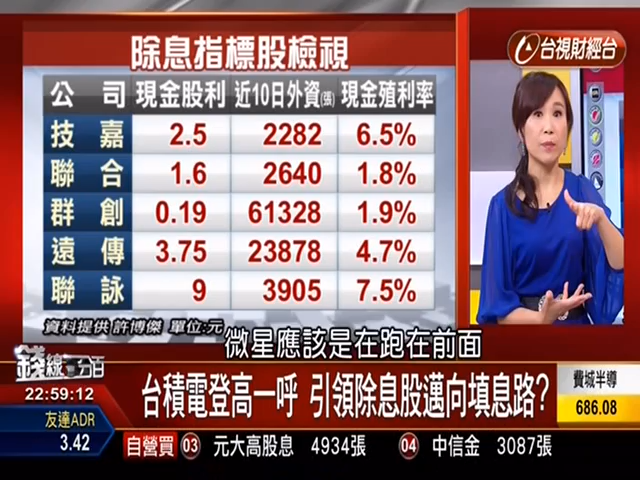 除息指標股檢視
台視財經台
公司 現金股利 近10日外資(張) 現金殖利率
技嘉 2.5 2282 6.5%
聯合 1.6 2640 1.8%
群創 0.19 61328 1.9%
遠傳 3.75 23878 4.7%
聯詠 9 3905 7.5%
資料提供 許博傑 單位:元
微星應該是在跑在前面
錢線百分百
22:59:12
台積電登高一呼 引領除息股邁向填息路?
費城半導
686.08
友達ADR
3.42
自營買 03 元大高股息 4934張 04 中信金 3087張